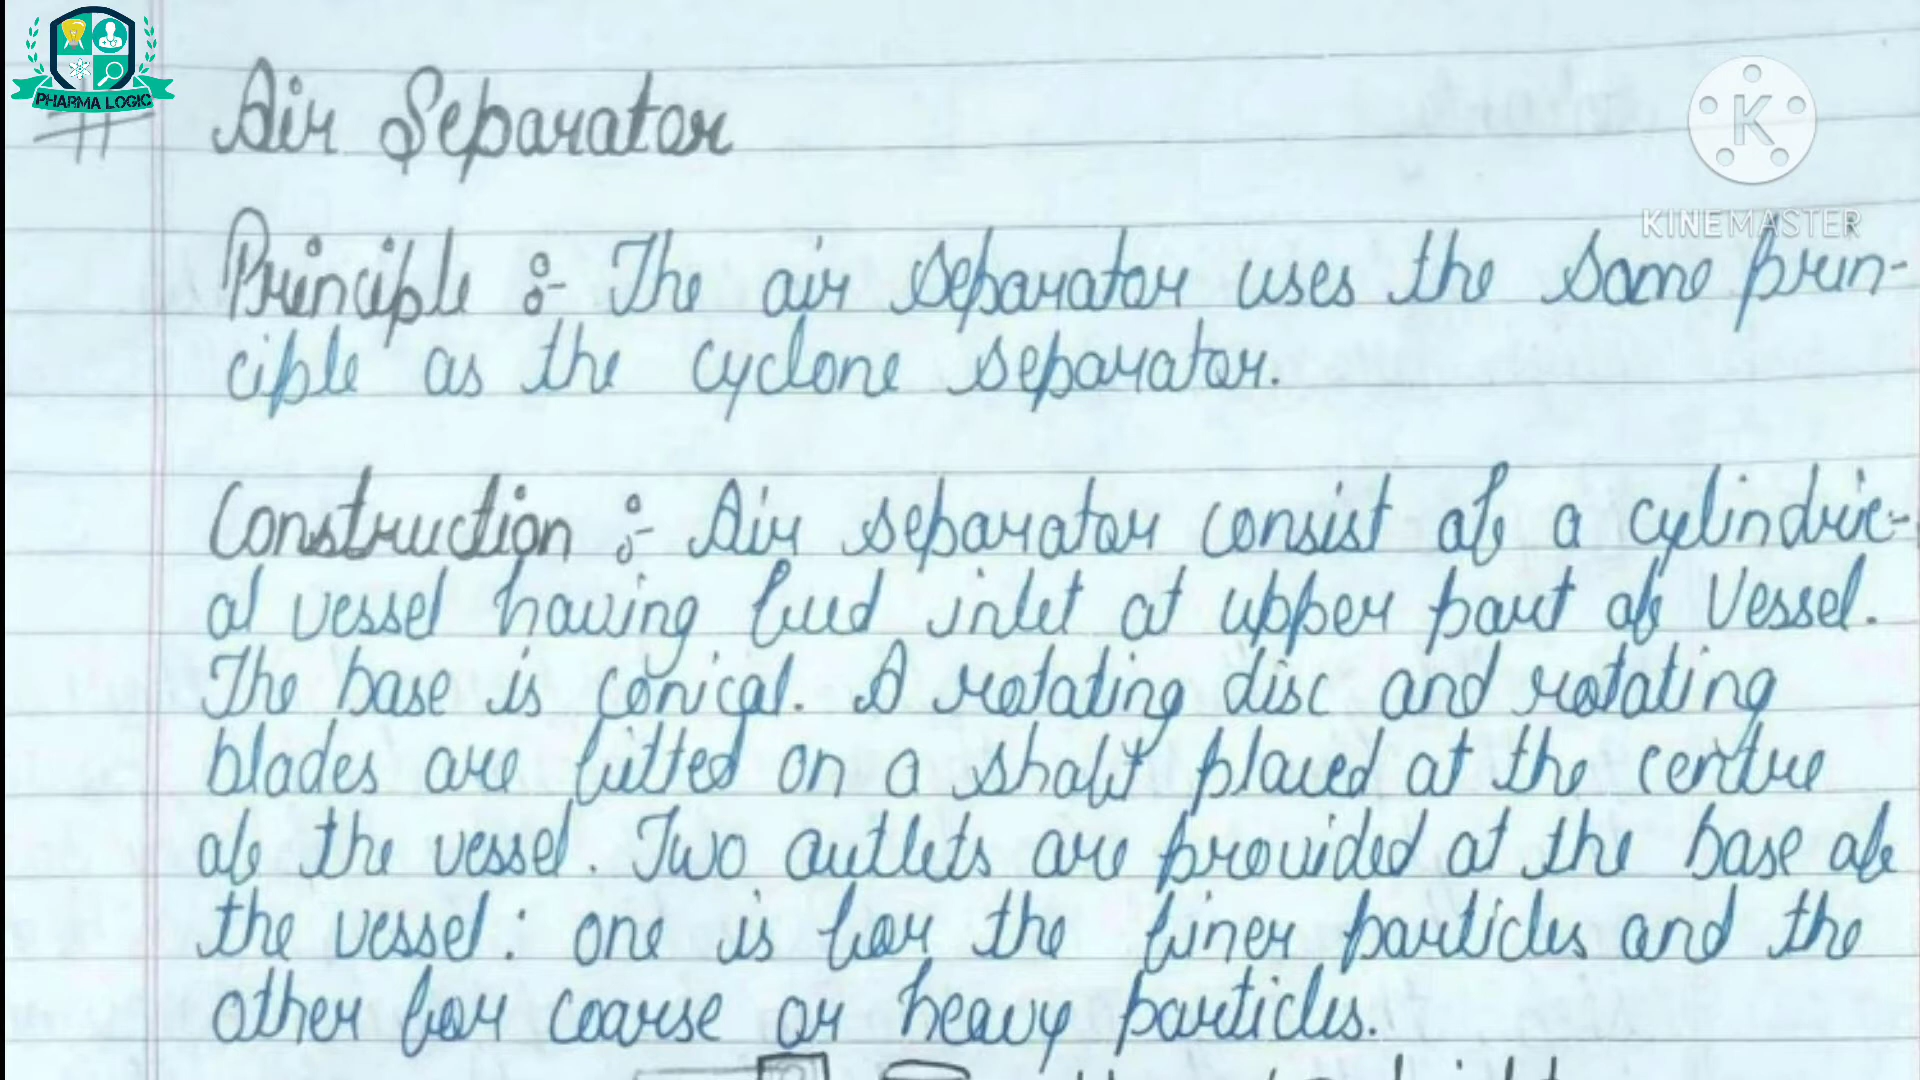 PHARMA LOGIC
# Air Separator
K
KINEMASTER
Principle :- The air separator uses the same prin-
ciple as the cyclone separator.
Construction :- Air separator consist of a cylindric-
al vessel having feed inlet at upper part of Vessel.
The base is conical. A rotating disc and rotating
blades are fitted on a shaft placed at the centre
of the vessel. Two outlets are provided at the base of
the vessel: one is for the finer particles and the
other for coarse or heavy particles.